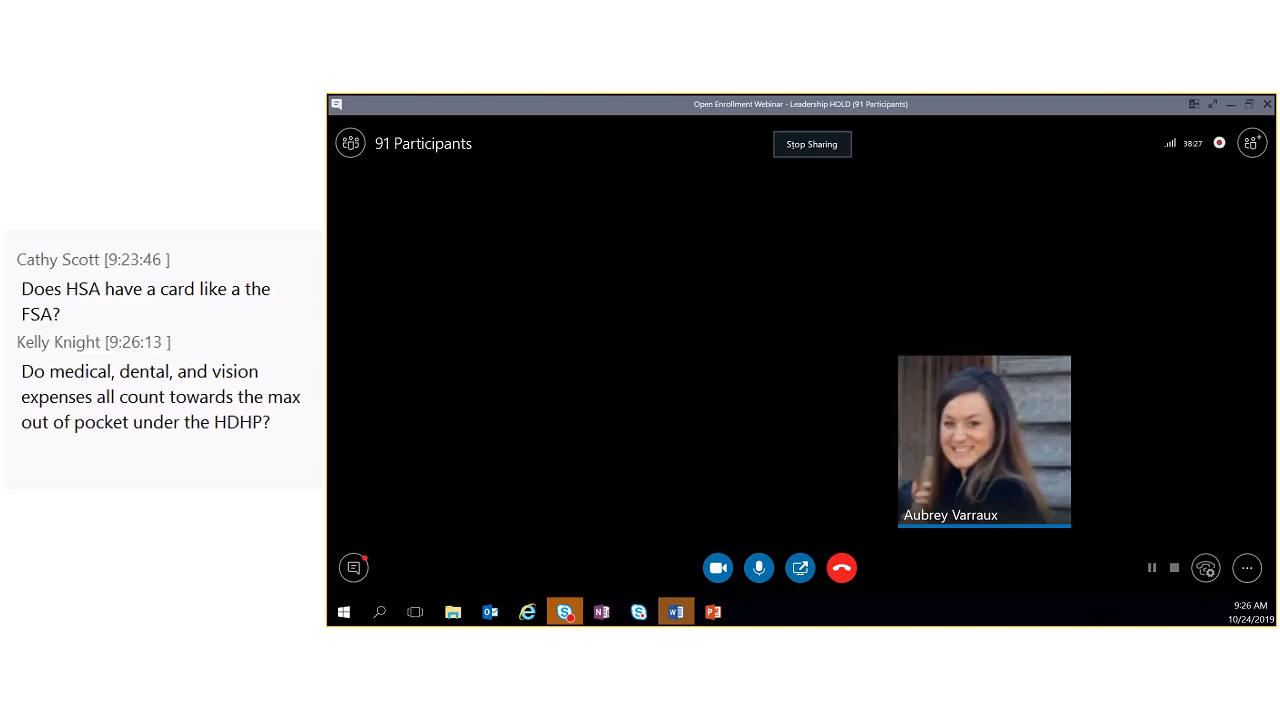 Open Enrollment Webinar - Leadership HOLD (91 Participants)
91 Participants
Stop Sharing
38:27
Cathy Scott [9:23:46 ]
Does HSA have a card like a the
FSA?
Kelly Knight [9:26:13 ]
Do medical, dental, and vision
expenses all count towards the max
out of pocket under the HDHP?
Aubrey Varraux
9:26 AM
10/24/2019